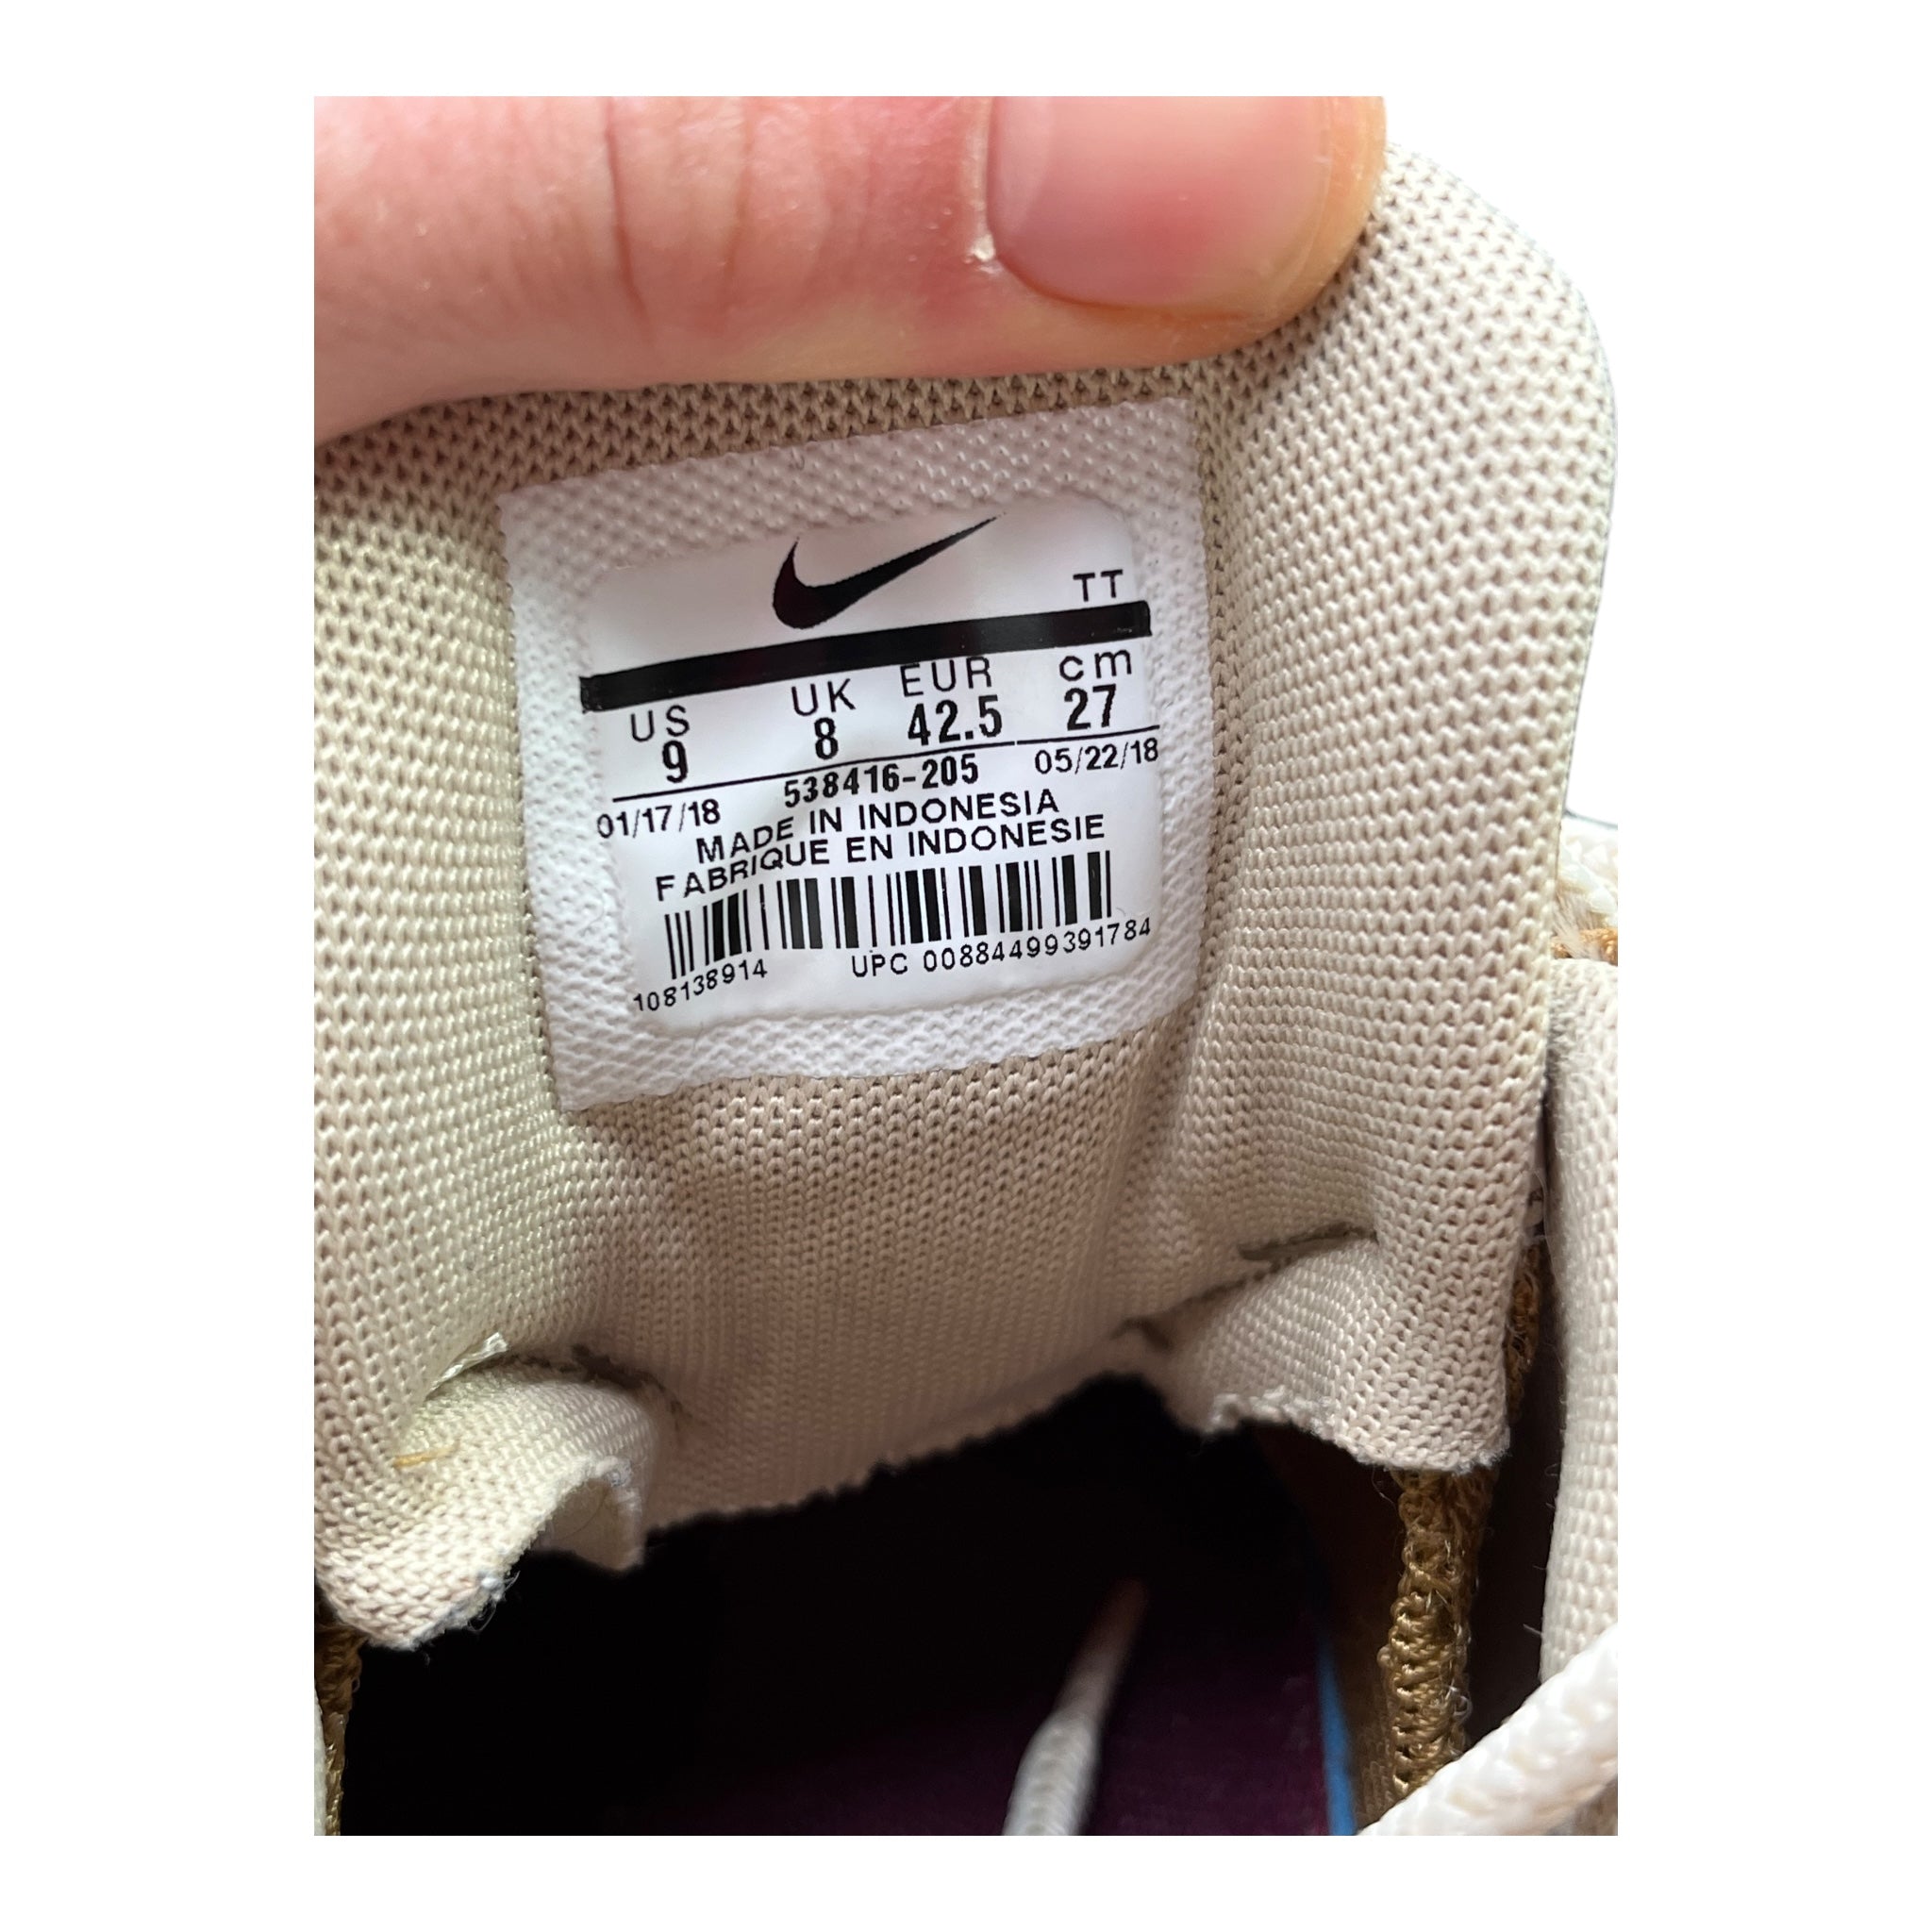 TT
US UK EUR cm
9 8 42.5 27
01/17/18 538416-205 05/22/18
MADE IN INDONESIA
FABRIQUE EN INDONESIE
108138914 UPC 00884499391784